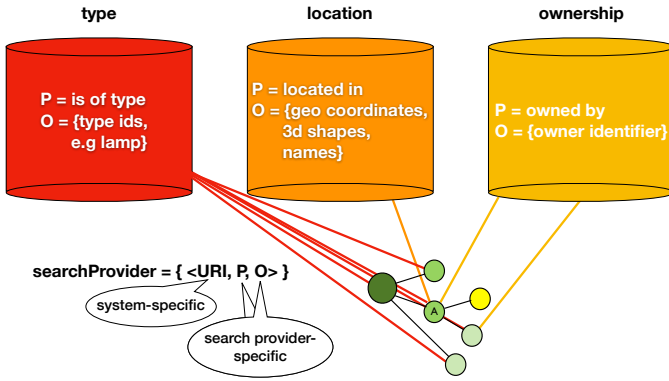 type
location
ownership
P = is of type
O = {type ids,
e.g lamp}
P = located in
O = {geo coordinates,
3d shapes,
names}
P = owned by
O = {owner identifier}
searchProvider = { <URI, P, O> }
system-specific
search provider-
specific
A